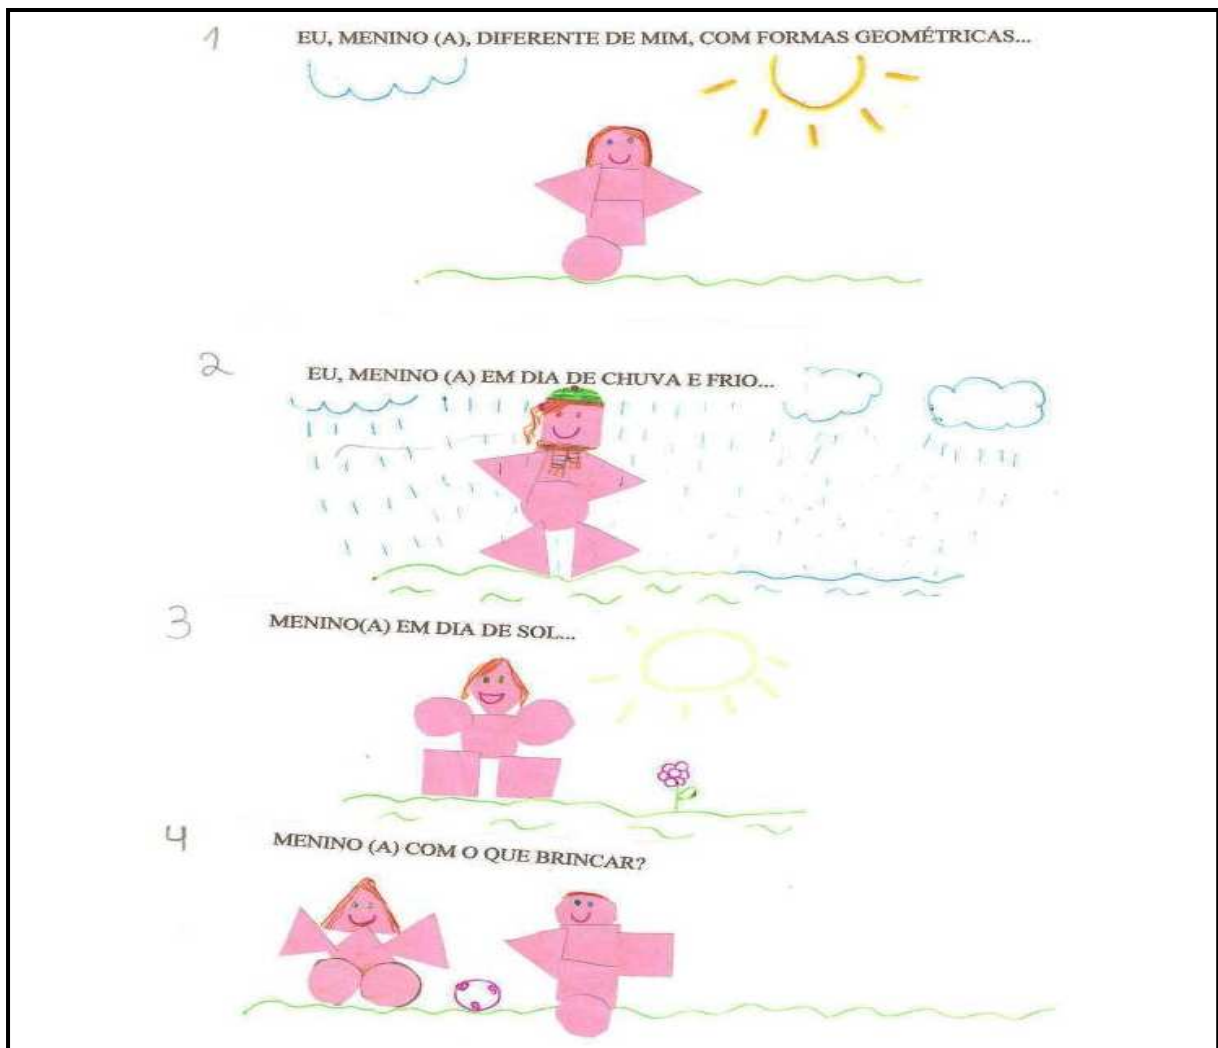 1 EU, MENINO (A), DIFERENTE DE MIM, COM FORMAS GEOMÉTRICAS...
2 EU, MENINO (A) EM DIA DE CHUVA E FRIO...
3 MENINO(A) EM DIA DE SOL...
4 MENINO (A) COM O QUE BRINCAR?